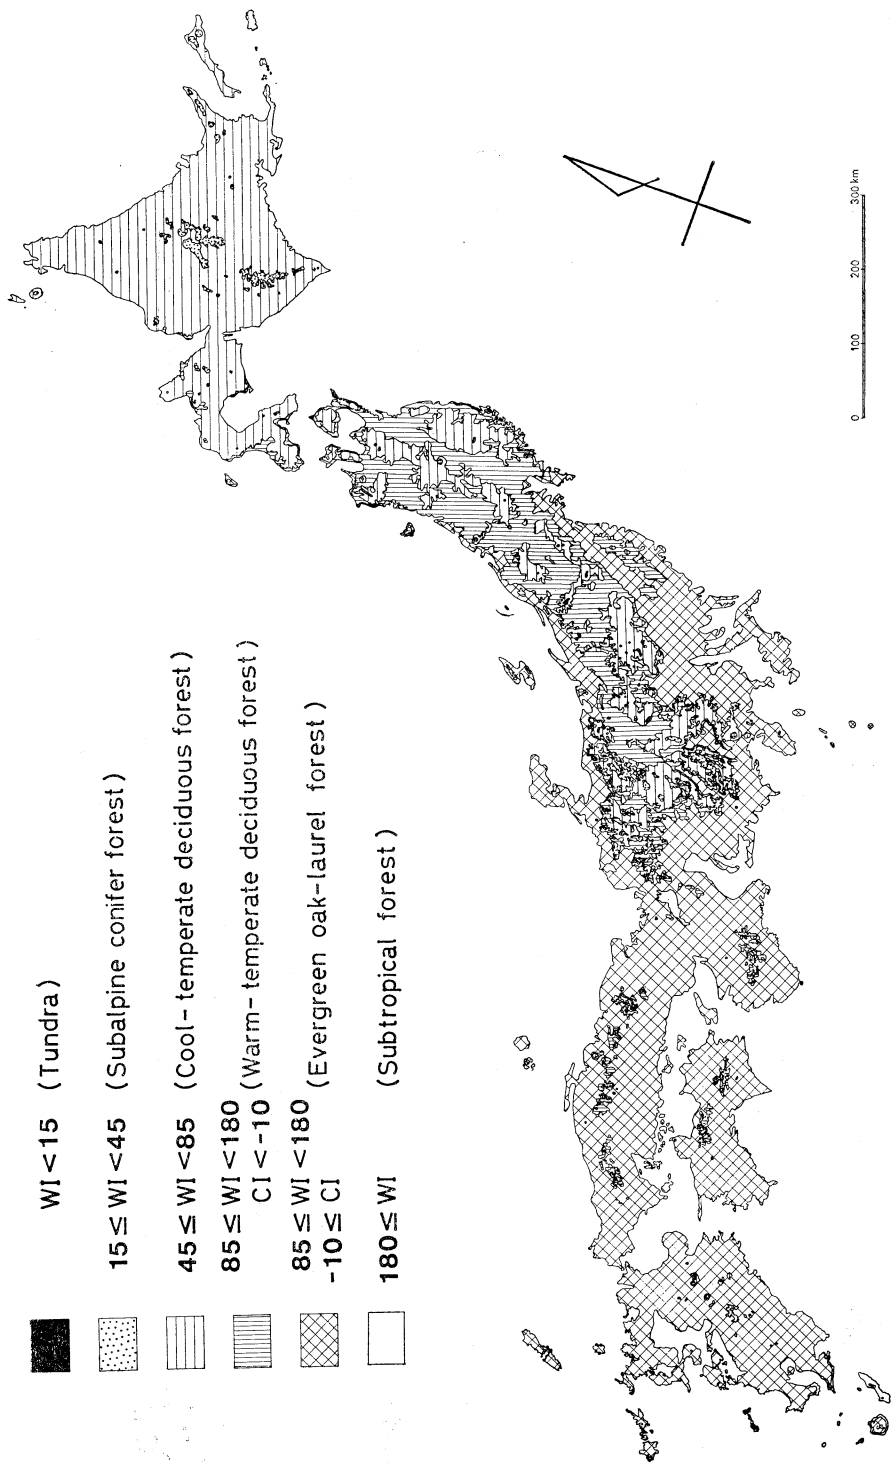 WI < 15 (Tundra)
15 ≤ WI < 45 (Subalpine conifer forest)
45 ≤ WI < 85 (Cool-temperate deciduous forest)
85 ≤ WI < 180 (Warm-temperate deciduous forest)
CI < -10
85 ≤ WI < 180 (Evergreen oak-laurel forest)
-10 ≤ CI
180 ≤ WI (Subtropical forest)
0 100 200 300 km